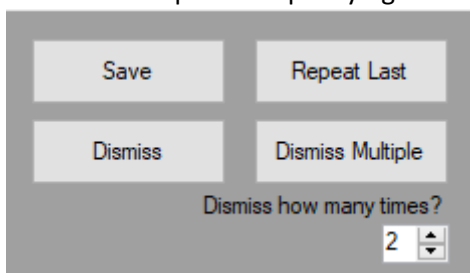 Save
Repeat Last
Dismiss
Dismiss Multiple
Dismiss how many times?
2